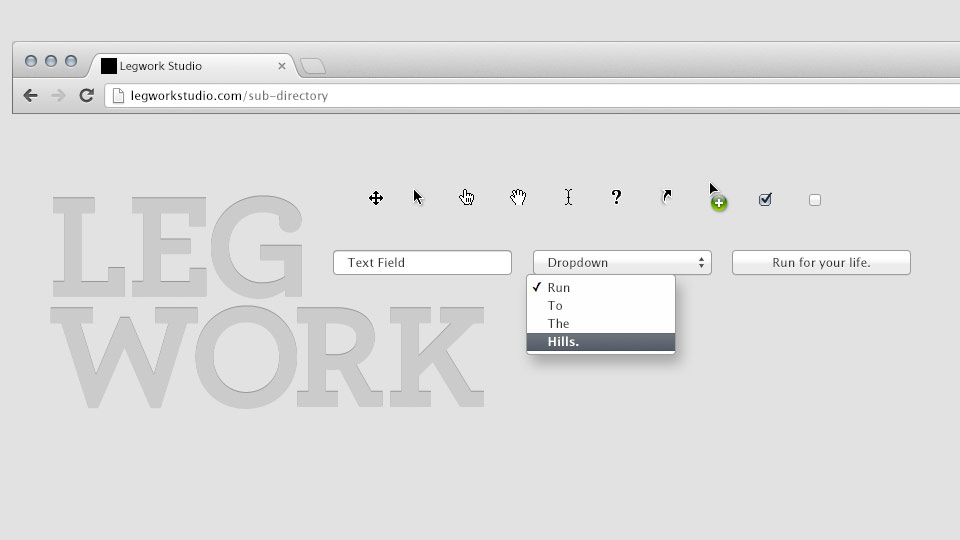 Legwork Studio
legworkstudio.com/sub-directory
LEG
WORK
?
Text Field
Dropdown
Run for your life.
Run
To
The
Hills.